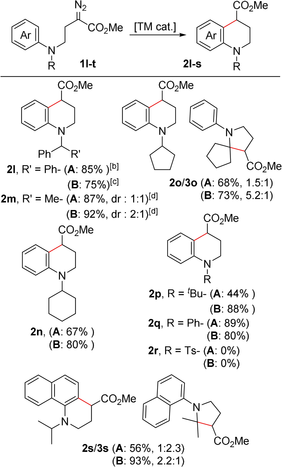 N₂
CO₂Me
CO₂Me
Ar
N
R
[TM cat.]
Ar
N
R
1l-t
2l-s
CO₂Me
CO₂Me
N
N
N
Ph
R'
CO₂Me
2l, R' = Ph- (A: 85%)[b]
(B: 75%)[c]
2m, R' = Me- (A: 87%, dr : 1:1)[d]
(B: 92%, dr : 2:1)[d]
2o/3o (A: 68%, 1.5:1)
(B: 73%, 5.2:1)
CO₂Me
CO₂Me
N
N
R
2n, (A: 67%)
(B: 80%)
2p, R = ᵗBu- (A: 44%)
(B: 88%)
2q, R = Ph- (A: 89%)
(B: 80%)
2r, R = Ts- (A: 0%)
(B: 0%)
CO₂Me
N
N
CO₂Me
2s/3s (A: 56%, 1:2.3)
(B: 93%, 2.2:1)